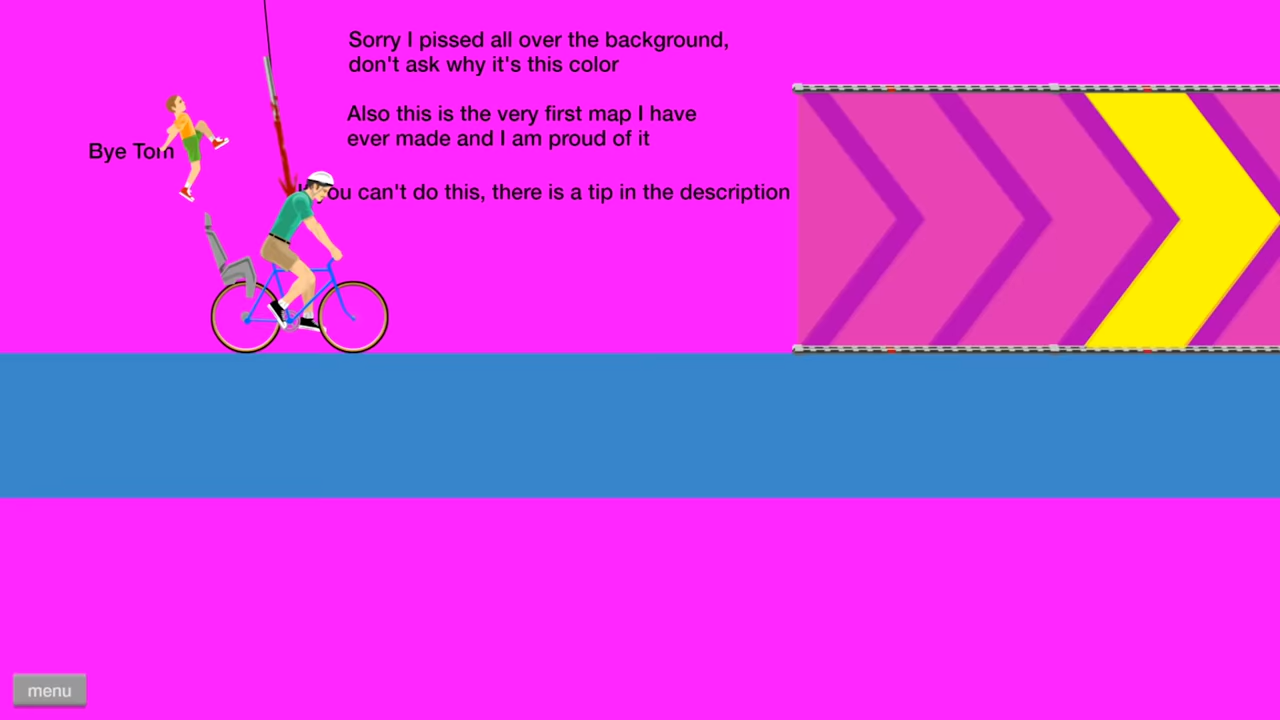 Sorry I pissed all over the background,
don't ask why it's this color
Also this is the very first map I have
ever made and I am proud of it
Bye Tom
can't do this, there is a tip in the description
menu